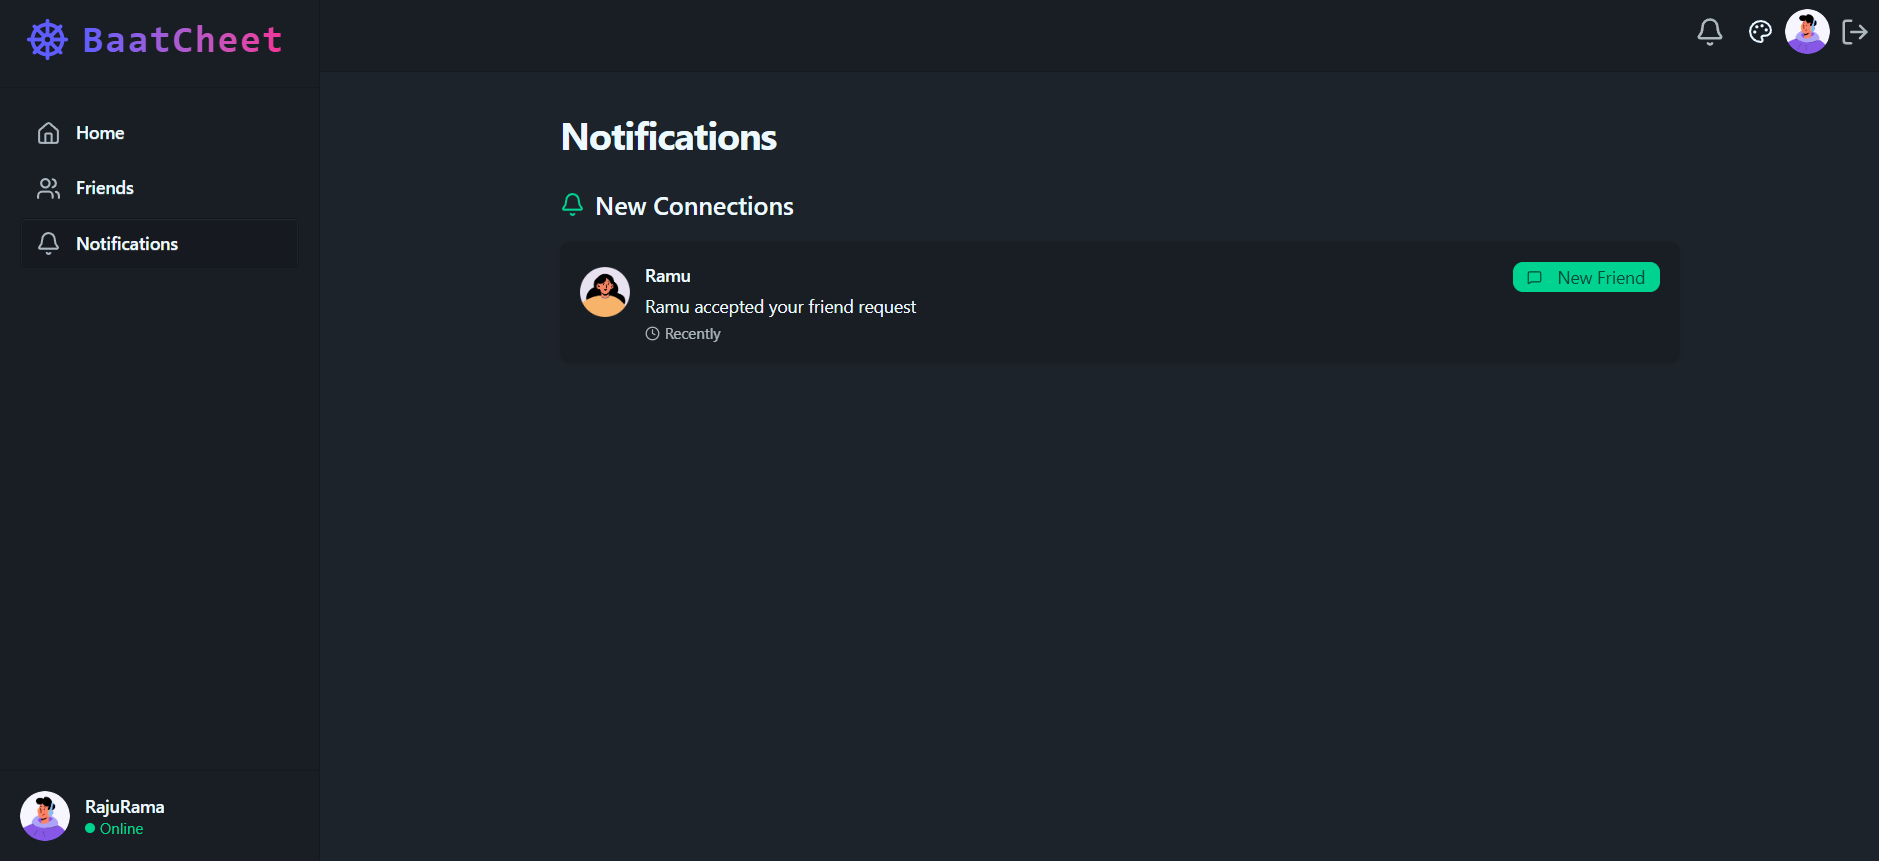 BaatCheet
Home
Friends
Notifications
Notifications
New Connections
Ramu
Ramu accepted your friend request
Recently
New Friend
RajuRama
Online